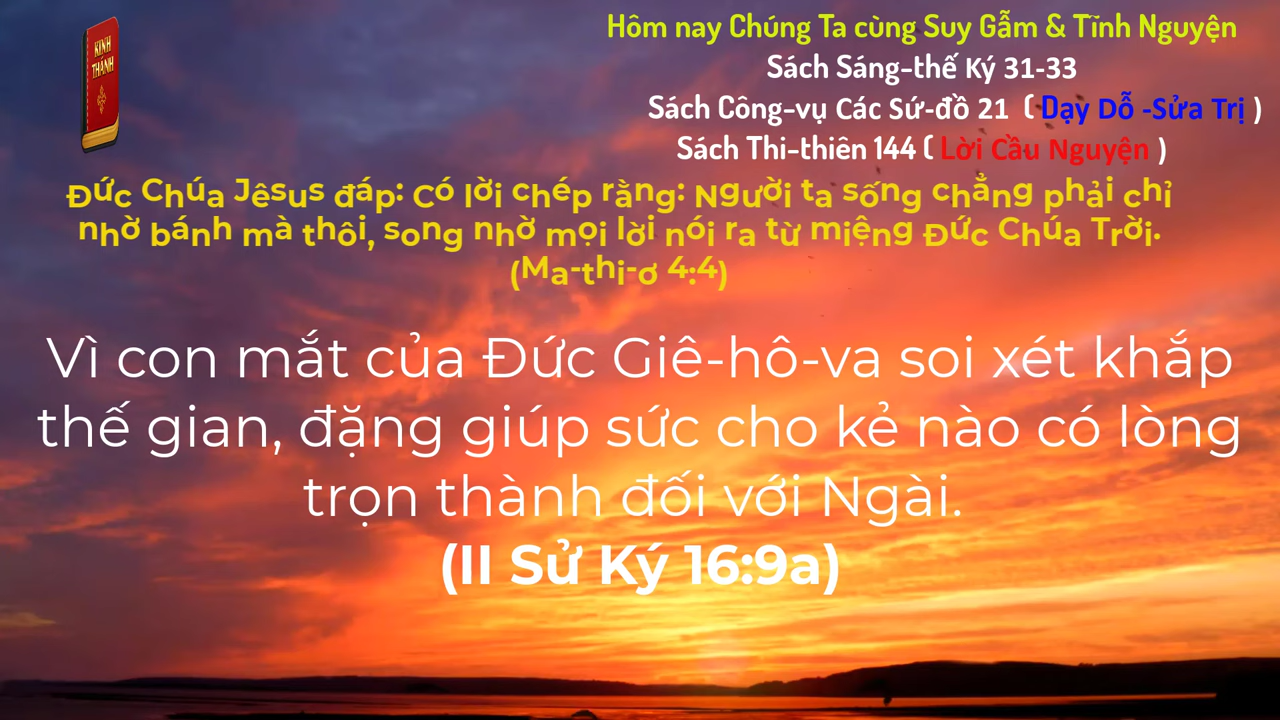 KINH
THÁNH
Hôm nay Chúng Ta cùng Suy Gẫm & Tĩnh Nguyện
Sách Sáng-thế Ký 31-33
Sách Công-vụ Các Sứ-đồ 21 ( Dạy Dỗ -Sửa Trị )
Sách Thi-thiên 144 ( Lời Cầu Nguyện )
Đức Chúa Jêsus đáp: Có lời chép rằng: Người ta sống chẳng phải chỉ
nhờ bánh mà thôi, song nhờ mọi lời nói ra từ miệng Đức Chúa Trời.
(Ma-thi-ơ 4:4)
Vì con mắt của Đức Giê-hô-va soi xét khắp
thế gian, đặng giúp sức cho kẻ nào có lòng
trọn thành đối với Ngài.
(II Sử Ký 16:9a)